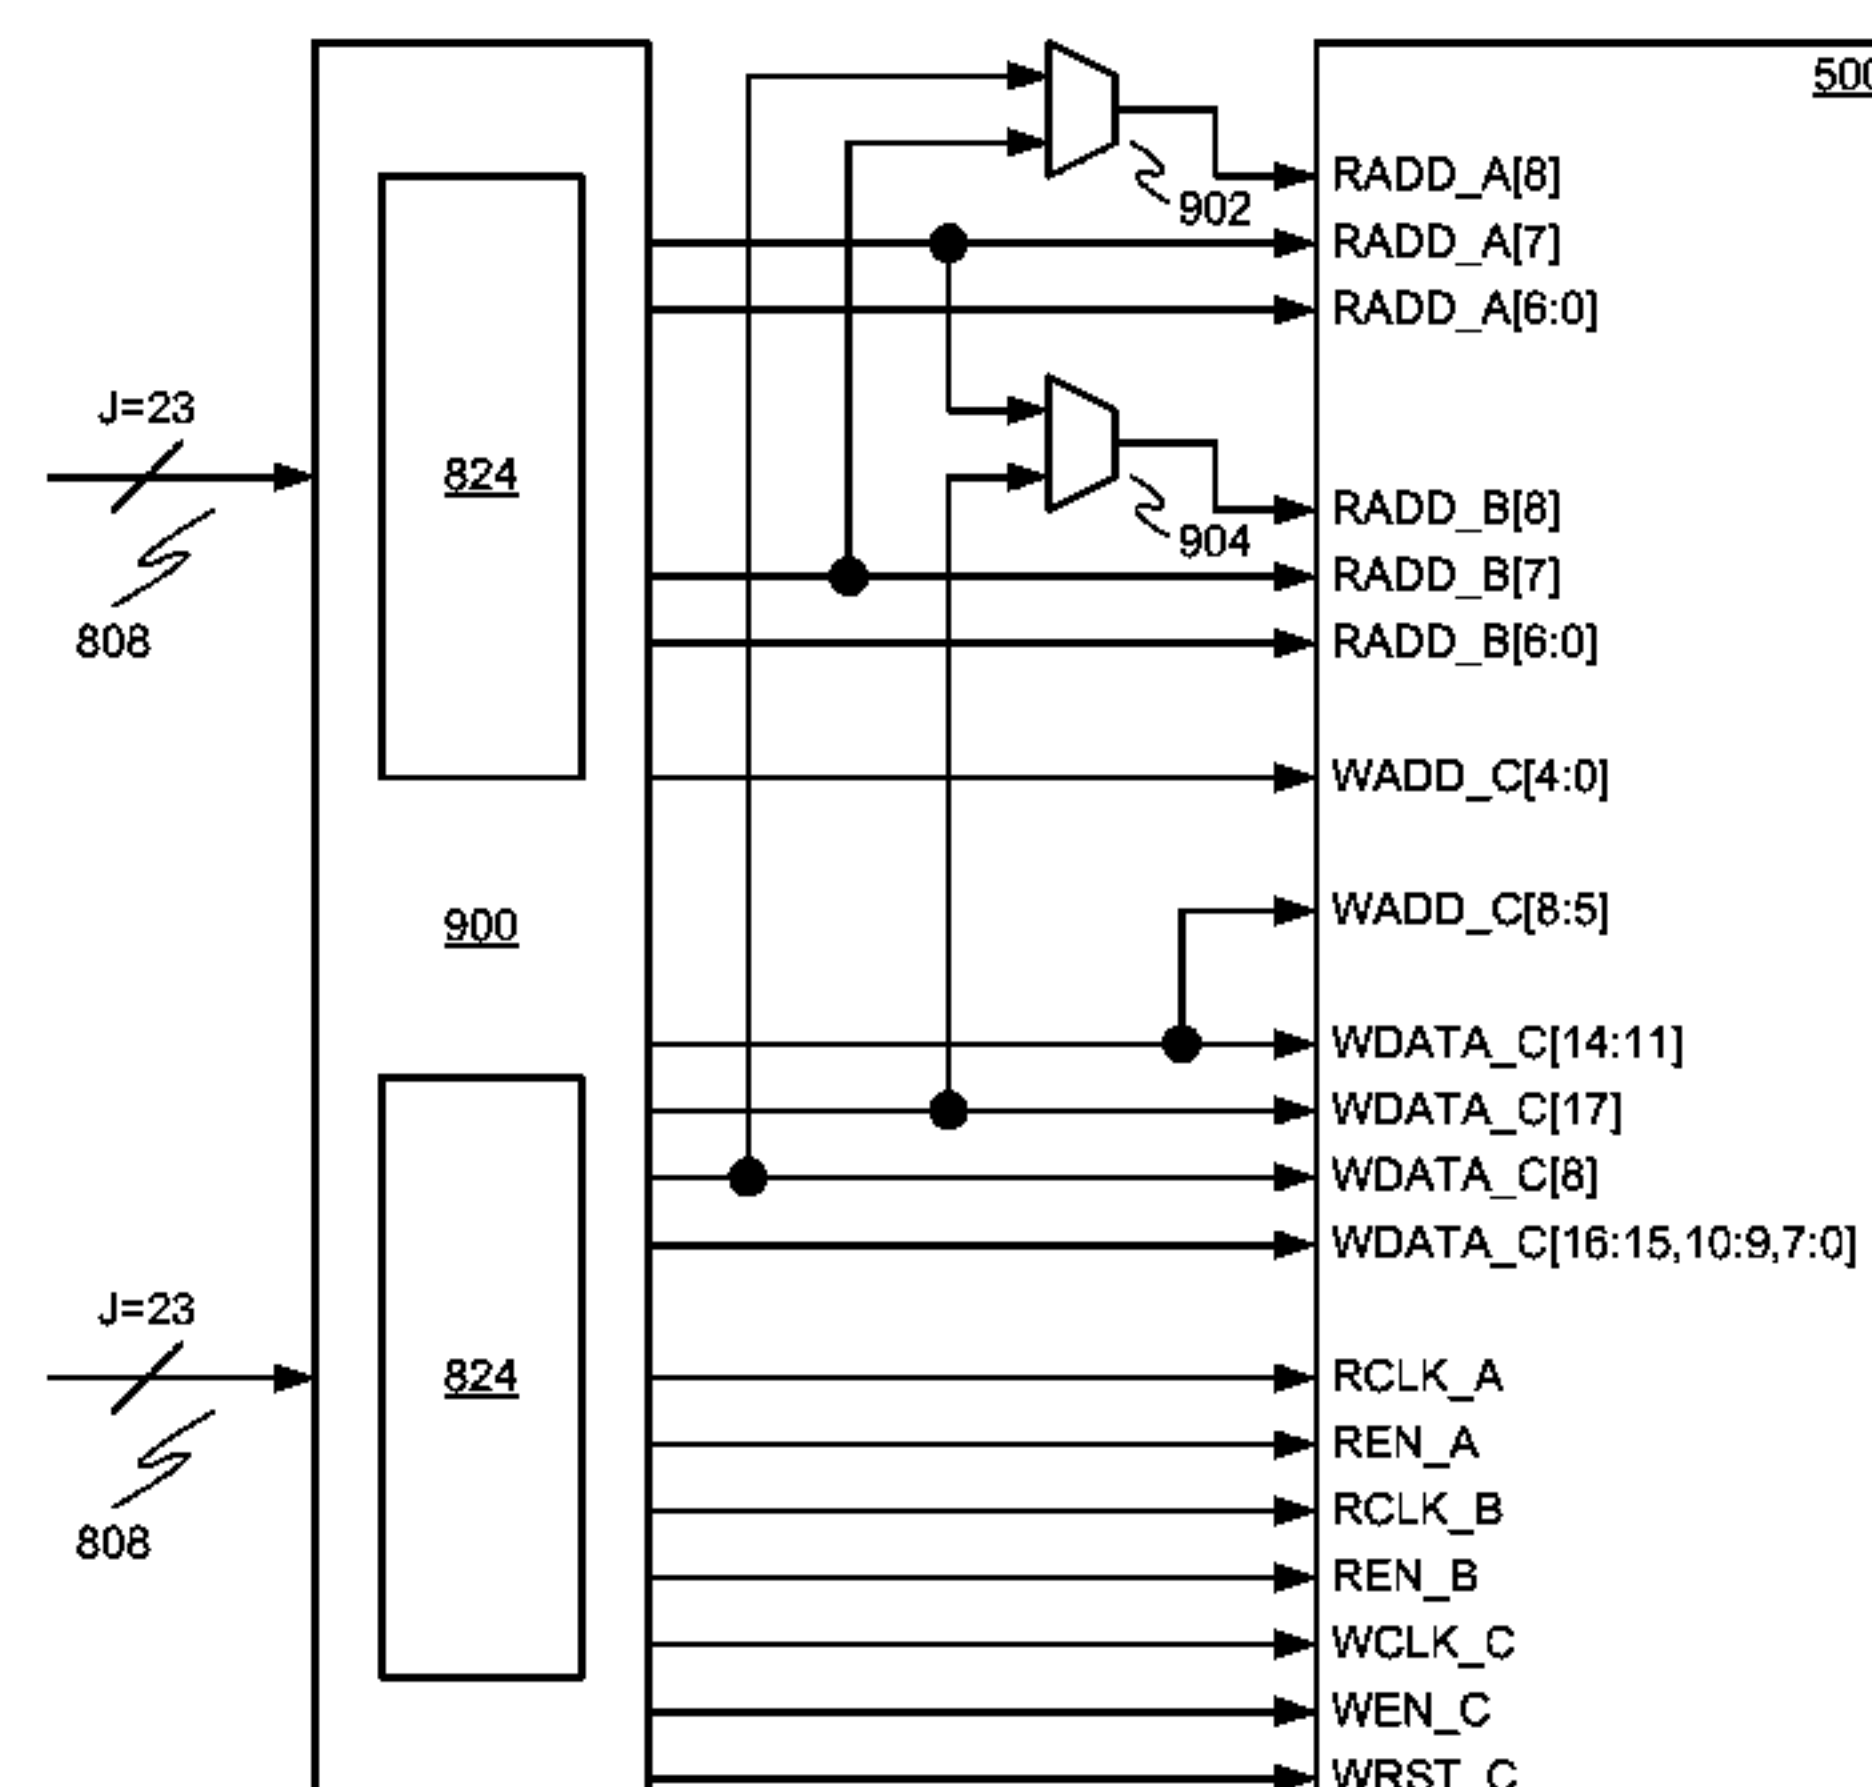 500
RADD_A[8]
902
RADD_A[7]
RADD_A[6:0]
J=23
824
RADD_B[8]
904
RADD_B[7]
808
RADD_B[6:0]
WADD_C[4:0]
900
WADD_C[8:5]
WDATA_C[14:11]
WDATA_C[17]
WDATA_C[8]
WDATA_C[16:15,10:9,7:0]
J=23
824
RCLK_A
REN_A
RCLK_B
808
REN_B
WCLK_C
WEN_C
WRST_C